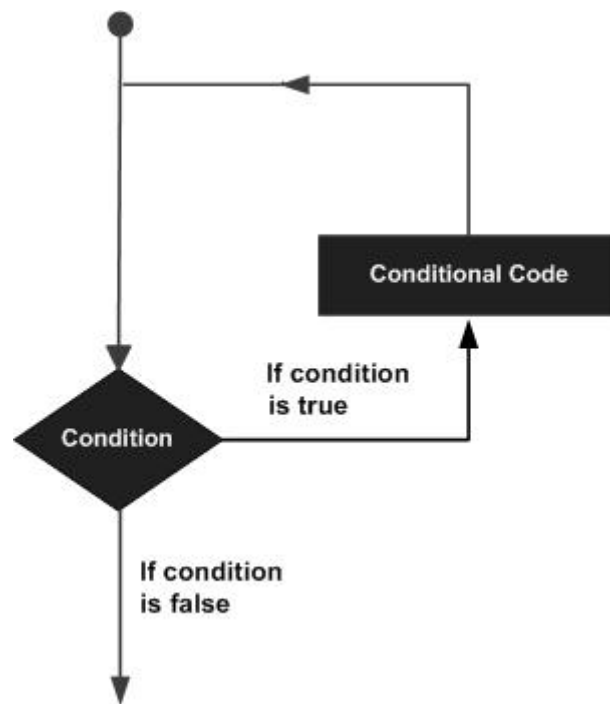 Conditional Code
If condition
is true
Condition
If condition
is false